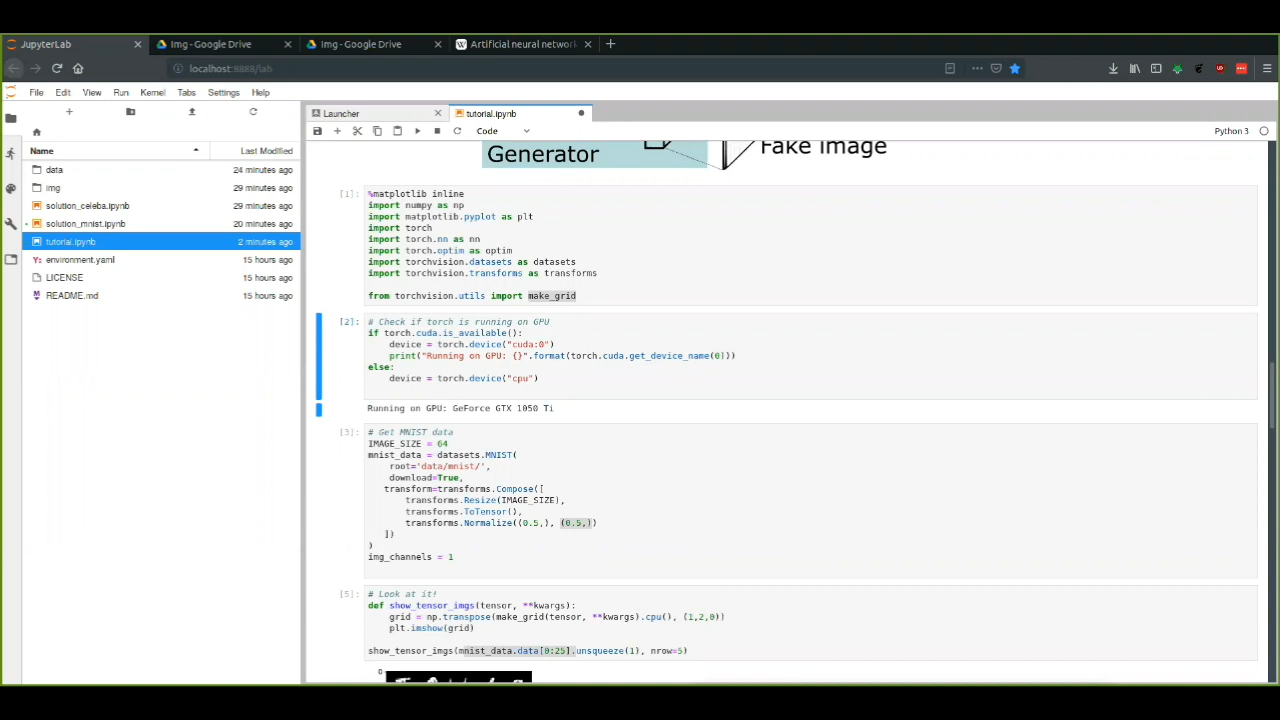 JupyterLab
Img - Google Drive
Img - Google Drive
Artificial neural networ
localhost:8888/lab
File Edit View Run Kernel Tabs Settings Help
Launcher
tutorial.ipynb
Code
Python 3
Name
Last Modified
data 24 minutes ago
img 29 minutes ago
solution_celeba.ipynb 29 minutes ago
solution_mnist.ipynb 20 minutes ago
tutorial.ipynb 2 minutes ago
environment.yaml 15 hours ago
LICENSE 15 hours ago
README.md 15 hours ago
Generator
Fake image
[1]:
%matplotlib inline
import numpy as np
import matplotlib.pyplot as plt
import torch
import torch.nn as nn
import torch.optim as optim
import torchvision.datasets as datasets
import torchvision.transforms as transforms
from torchvision.utils import make_grid
[2]:
# Check if torch is running on GPU
if torch.cuda.is_available():
device = torch.device("cuda:0")
print("Running on GPU: {}".format(torch.cuda.get_device_name(0)))
else:
device = torch.device("cpu")
Running on GPU: GeForce GTX 1050 Ti
[3]:
# Get MNIST data
IMAGE_SIZE = 64
mnist_data = datasets.MNIST(
root='data/mnist/',
download=True,
transform=transforms.Compose([
transforms.Resize(IMAGE_SIZE),
transforms.ToTensor(),
transforms.Normalize((0.5,), (0.5,))
])
)
img_channels = 1
[5]:
# Look at it!
def show_tensor_imgs(tensor, **kwargs):
grid = np.transpose(make_grid(tensor, **kwargs).cpu(), (1,2,0))
plt.imshow(grid)
show_tensor_imgs(mnist_data.data[0:25].unsqueeze(1), nrow=5)
0